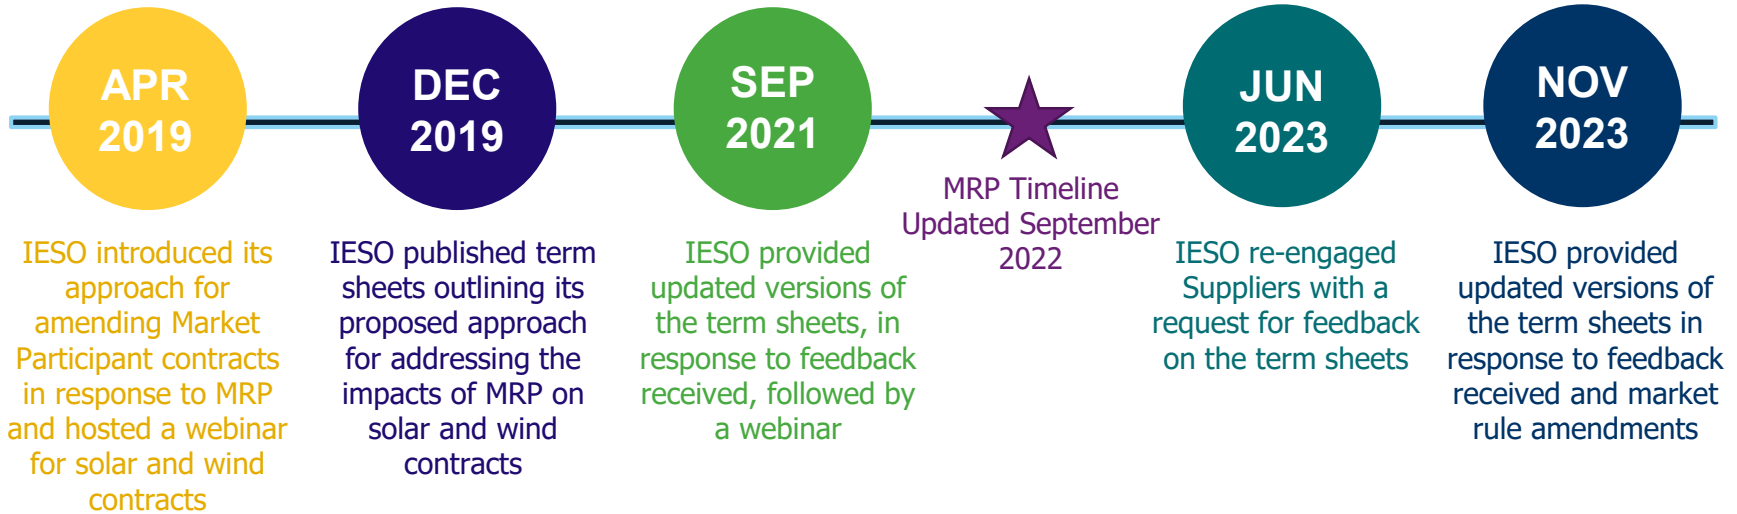 APR
2019
IESO introduced its
approach for
amending Market
Participant contracts
in response to MRP
and hosted a webinar
for solar and wind
contracts
DEC
2019
IESO published term
sheets outlining its
proposed approach
for addressing the
impacts of MRP on
solar and wind
contracts
SEP
2021
IESO provided
updated versions of
the term sheets, in
response to feedback
received, followed by
a webinar
MRP Timeline
Updated September
2022
JUN
2023
IESO re-engaged
Suppliers with a
request for feedback
on the term sheets
NOV
2023
IESO provided
updated versions of
the term sheets in
response to feedback
received and market
rule amendments